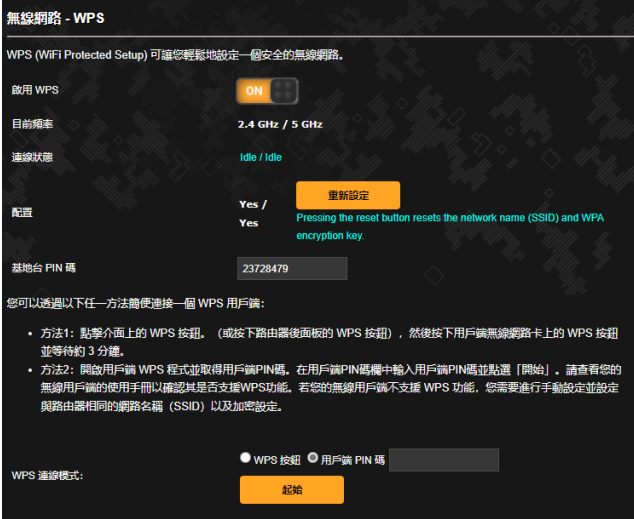 無線網路 - WPS
WPS (WiFi Protected Setup) 可讓您輕鬆地設定一個安全的無線網路。
啟用 WPS
ON
目前頻率
2.4 GHz / 5 GHz
連線狀態
Idle / Idle
配置
Yes /
Yes
重新設定
Pressing the reset button resets the network name (SSID) and WPA
encryption key.
基地台 PIN 碼
23728479
您可以透過以下任一方法簡便連接一個 WPS 用戶端：
• 方法1：點擊介面上的 WPS 按鈕。（或按下路由器後面板的 WPS 按鈕），然後按下用戶端無線網路卡上的 WPS 按鈕
並等待約 3 分鐘。
• 方法2：開啟用戶端 WPS 程式並取得用戶端PIN碼。在用戶端PIN碼欄中輸入用戶端PIN碼並點選「開始」。請查看您的
無線用戶端的使用手冊以確認其是否支援WPS功能。若您的無線用戶端不支援 WPS 功能，您需要進行手動設定並設定
與路由器相同的網路名稱（SSID）以及加密設定。
WPS 連線模式：
WPS 按鈕
用戶端 PIN 碼
起始